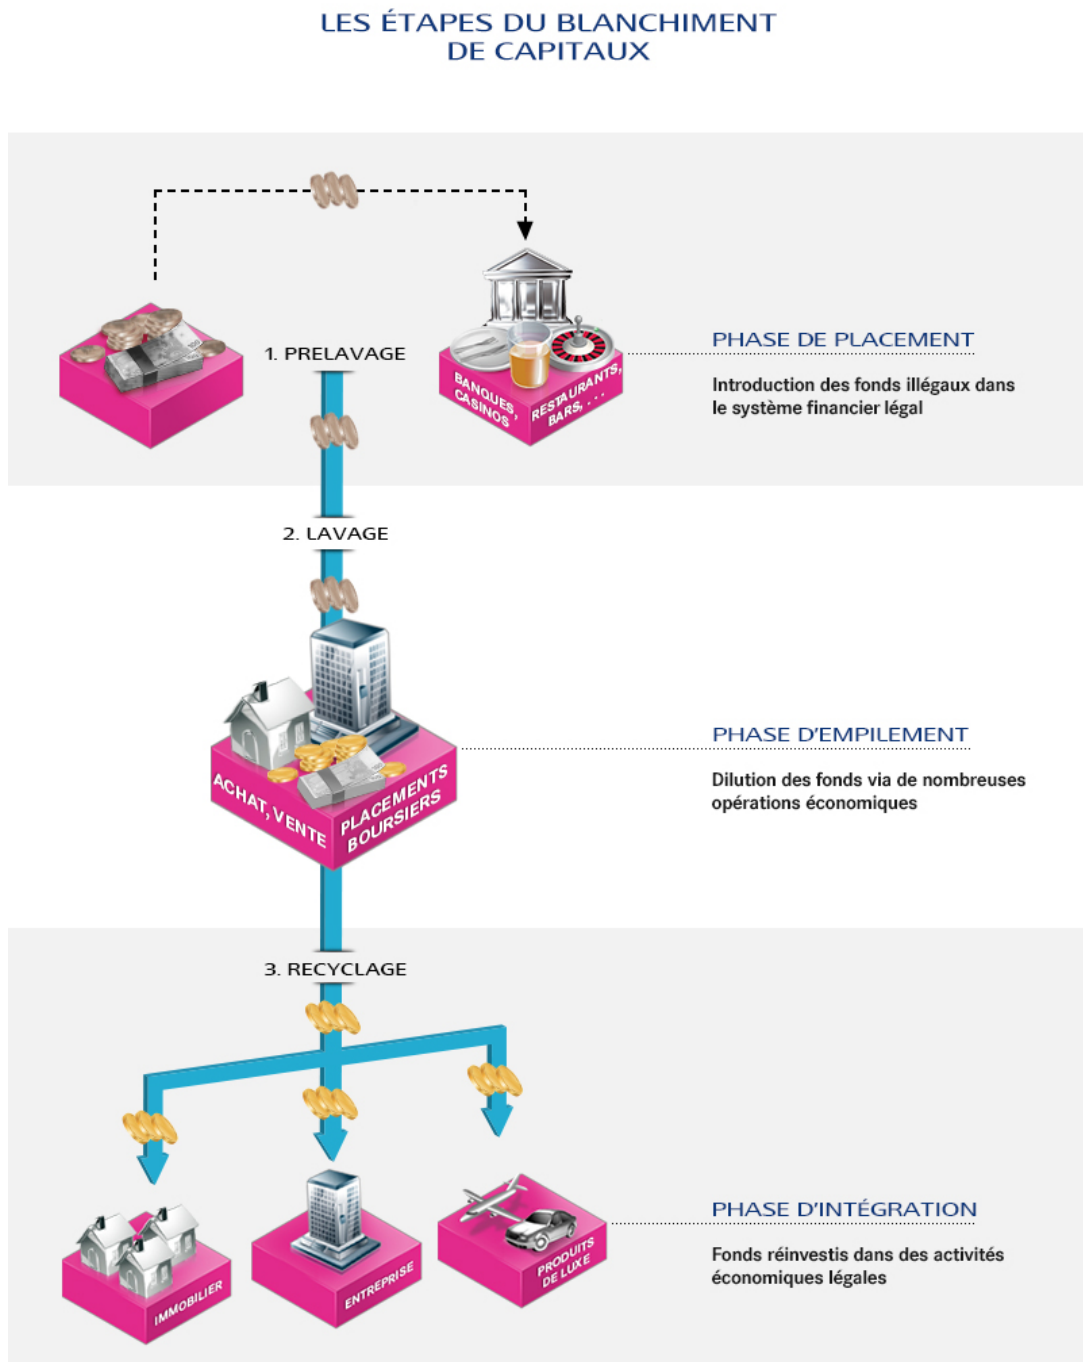 LES ÉTAPES DU BLANCHIMENT
DE CAPITAUX
1. PRELAVAGE
BANQUES,
CASINOS
RESTAURANTS,
BARS, . . .
PHASE DE PLACEMENT
Introduction des fonds illégaux dans
le système financier légal
2. LAVAGE
ACHAT, VENTE
PLACEMENTS
BOURSIERS
PHASE D'EMPILEMENT
Dilution des fonds via de nombreuses
opérations économiques
3. RECYCLAGE
IMMOBILIER
ENTREPRISE
PRODUITS
DE LUXE
PHASE D'INTÉGRATION
Fonds réinvestis dans des activités
économiques légales